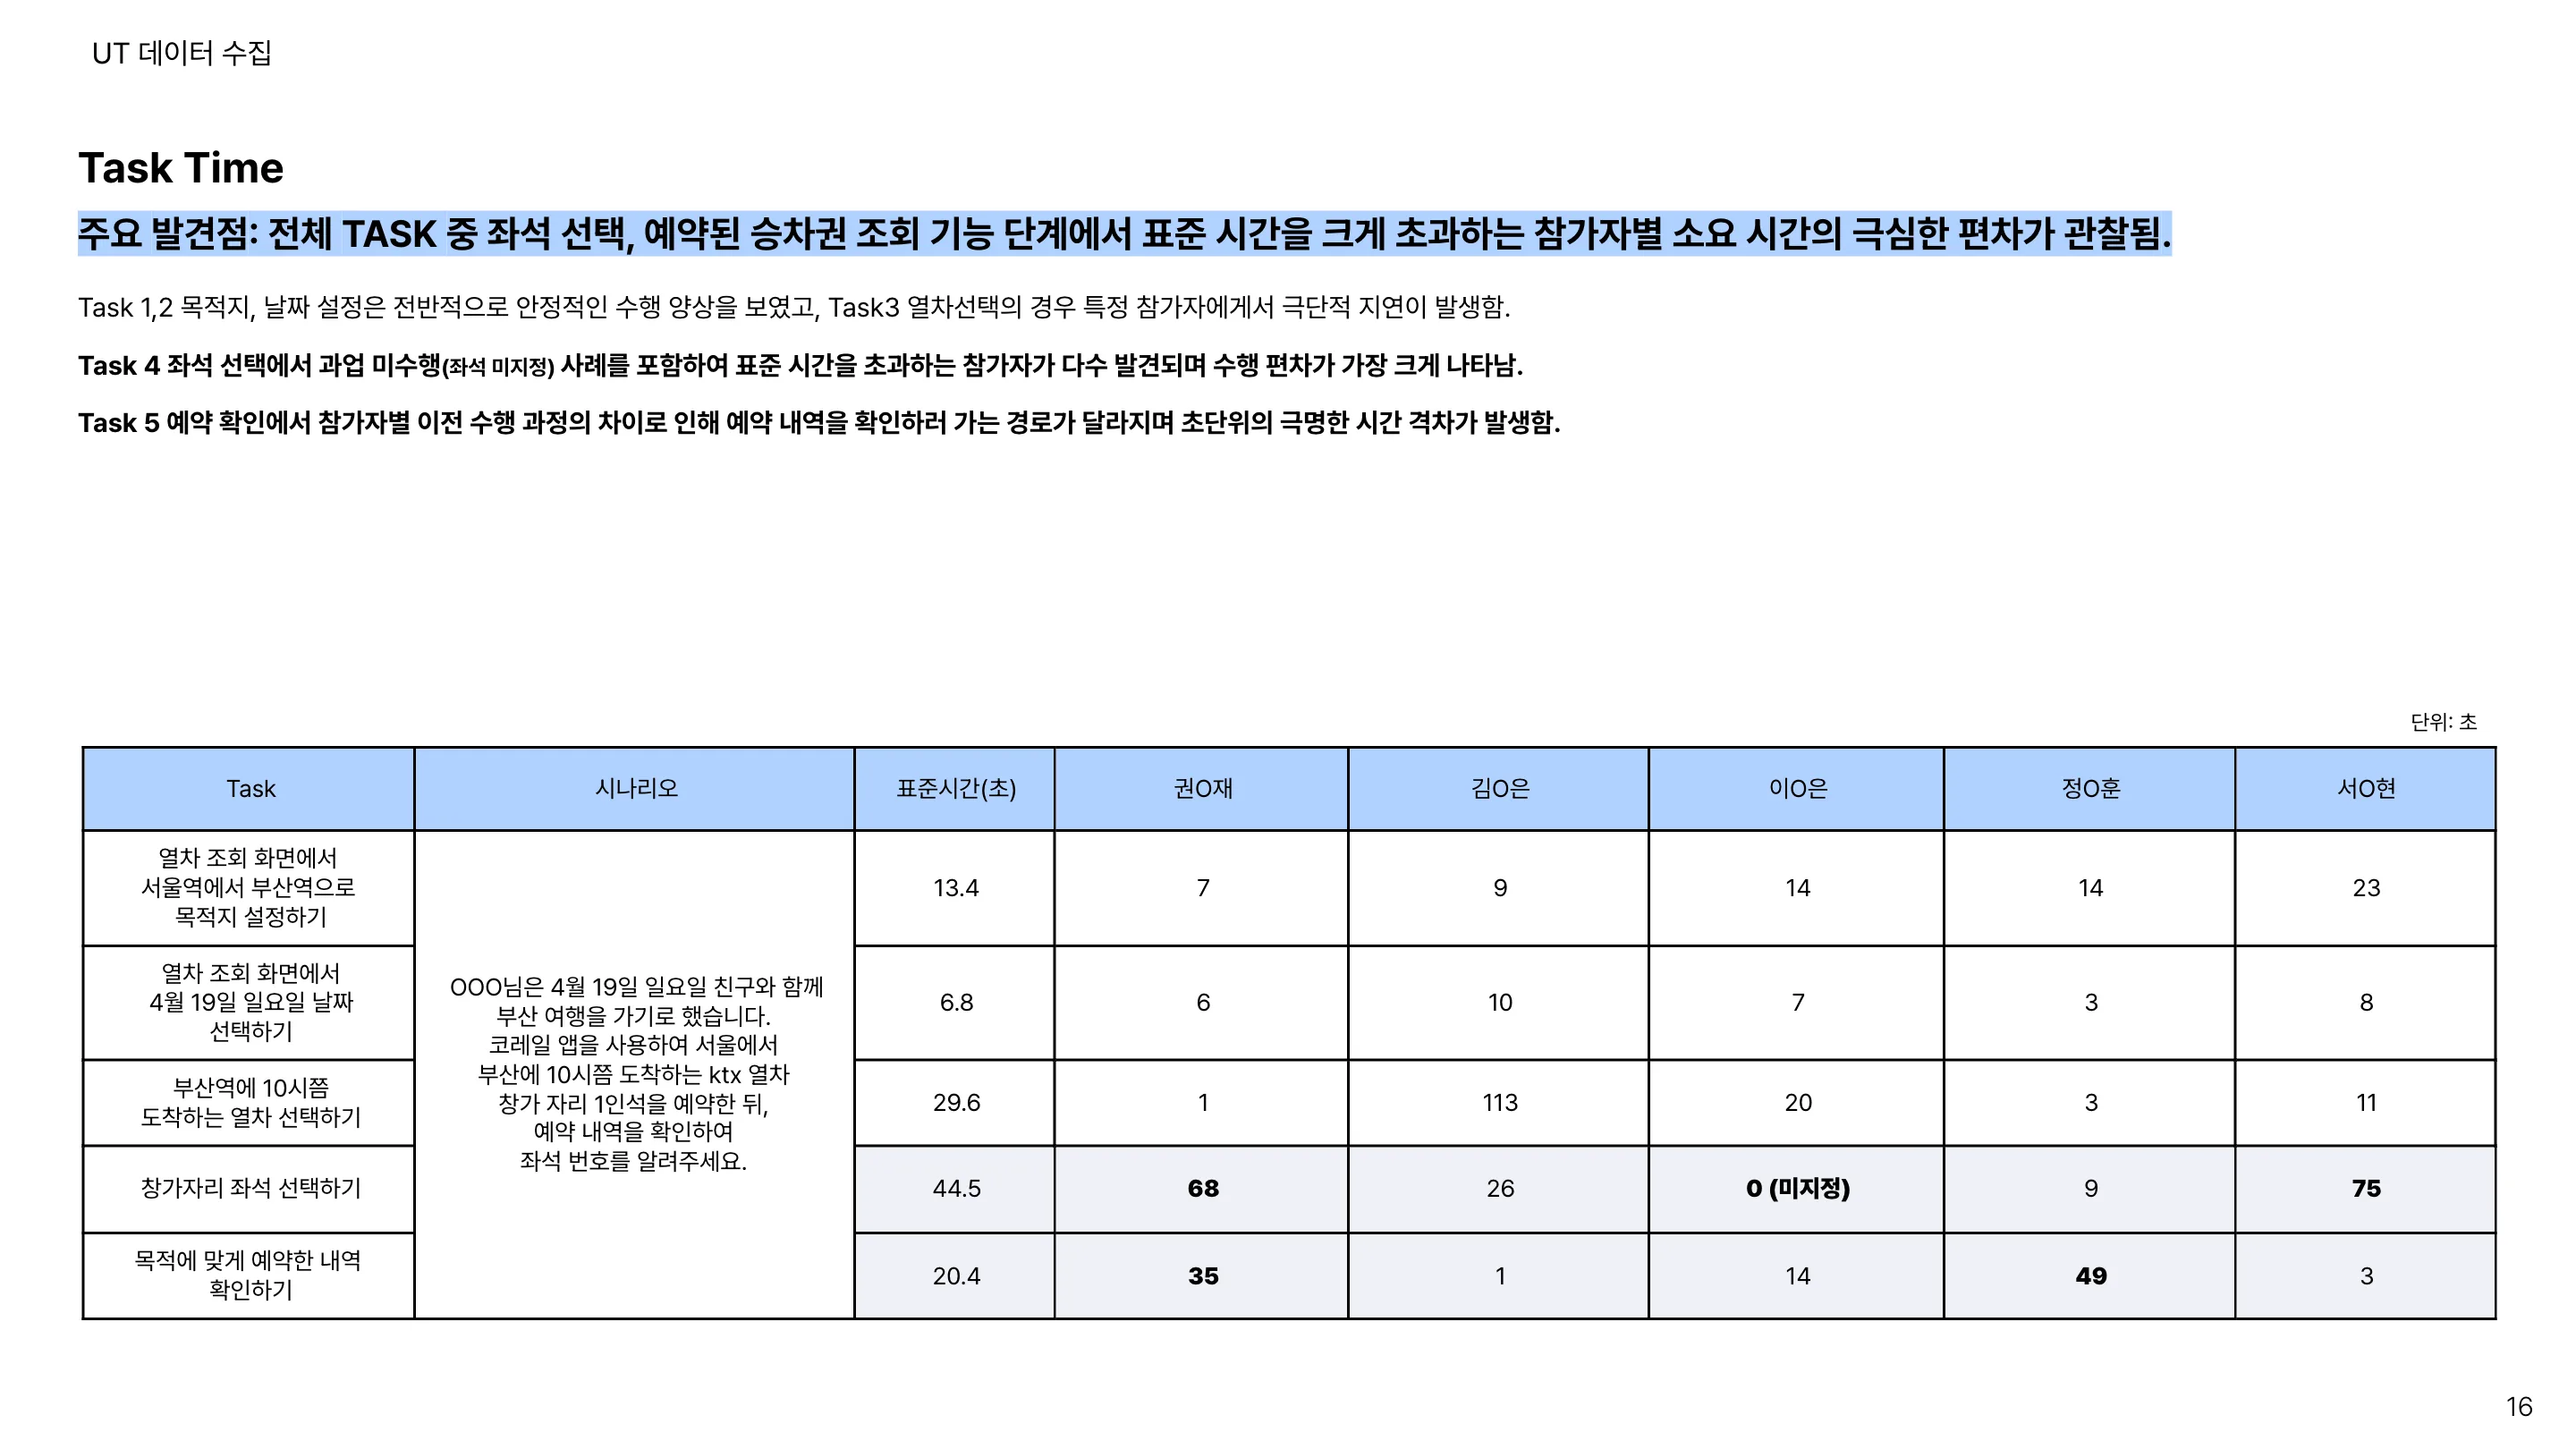 UT 데이터 수집
Task Time
주요 발견점: 전체 TASK 중 좌석 선택, 예약된 승차권 조회 기능 단계에서 표준 시간을 크게 초과하는 참가자별 소요 시간의 극심한 편차가 관찰됨.
Task 1,2 목적지, 날짜 설정은 전반적으로 안정적인 수행 양상을 보였고, Task3 열차선택의 경우 특정 참가자에게서 극단적 지연이 발생함.
Task 4 좌석 선택에서 과업 미수행(좌석 미지정) 사례를 포함하여 표준 시간을 초과하는 참가자가 다수 발견되며 수행 편차가 가장 크게 나타남.
Task 5 예약 확인에서 참가자별 이전 수행 과정의 차이로 인해 예약 내역을 확인하러 가는 경로가 달라지며 초단위의 극명한 시간 격차가 발생함.
단위: 초
Task 시나리오 표준시간(초) 권O재 김O은 이O은 정O훈 서O현
열차 조회 화면에서
서울역에서 부산역으로
목적지 설정하기
13.4 7 9 14 14 23
열차 조회 화면에서
4월 19일 일요일 날짜
선택하기
6.8 6 10 7 3 8
OOO님은 4월 19일 일요일 친구와 함께
부산 여행을 가기로 했습니다.
코레일 앱을 사용하여 서울에서
부산에 10시쯤 도착하는 ktx 열차
창가 자리 1인석을 예약한 뒤,
예약 내역을 확인하여
좌석 번호를 알려주세요.
부산역에 10시쯤
도착하는 열차 선택하기
29.6 1 113 20 3 11
창가자리 좌석 선택하기 44.5 68 26 0 (미지정) 9 75
목적에 맞게 예약한 내역
확인하기
20.4 35 1 14 49 3
16